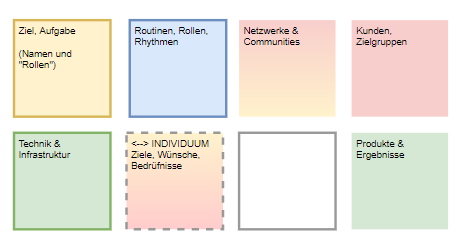 Ziel, Aufgabe
(Namen und
"Rollen")
Routinen, Rollen,
Rhythmen
Netzwerke &
Communities
Kunden,
Zielgruppen
Technik &
Infrastruktur
<--> INDIVIDUUM
Ziele, Wünsche,
Bedrüfnisse
Produkte &
Ergebnisse